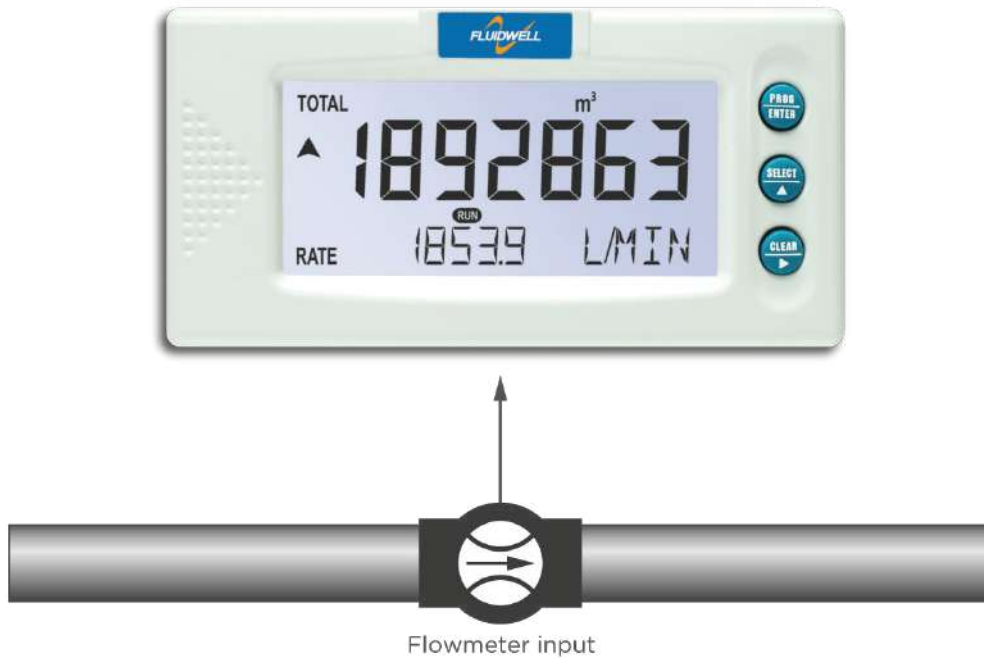 FLUIDWELL
TOTAL m³
1892863
RUN
RATE 1853.9 L/MIN
PROG
ENTER
SELECT
CLEAR
Flowmeter input